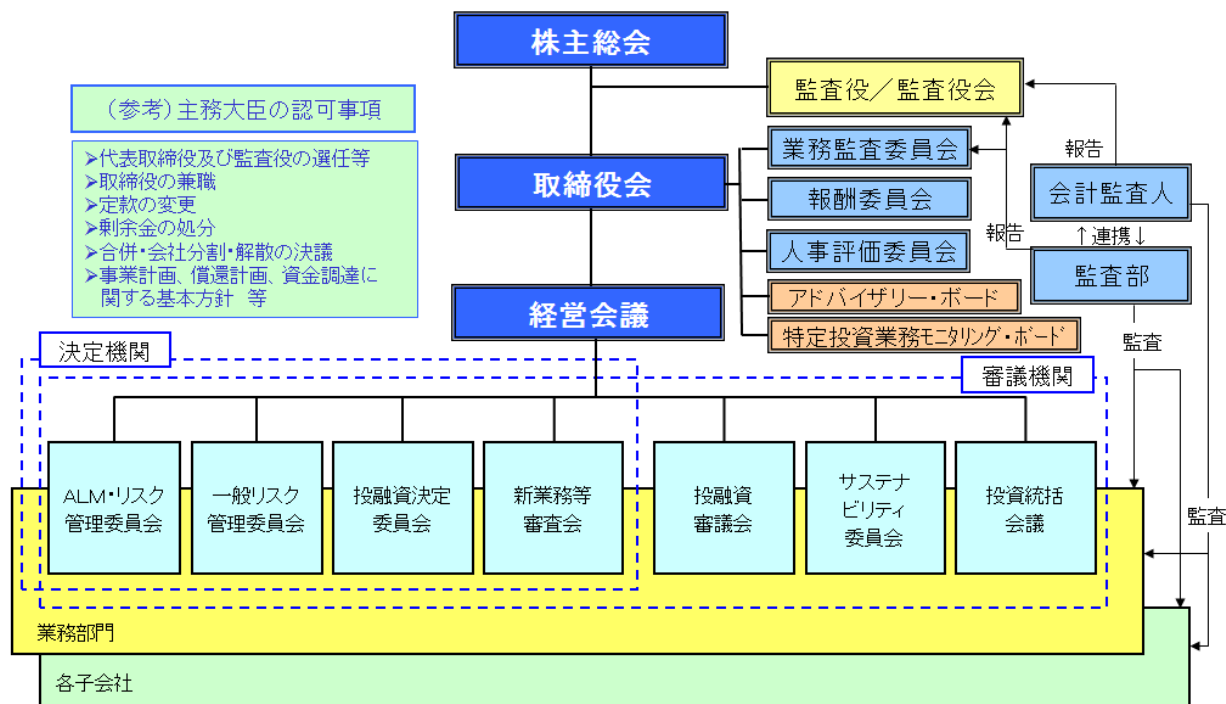 株主総会
監査役／監査役会
(参考)主務大臣の認可事項
➢代表取締役及び監査役の選任等
➢取締役の兼職
➢定款の変更
➢剰余金の処分
➢合併・会社分割・解散の決議
➢事業計画、償還計画、資金調達に
関する基本方針 等
取締役会
業務監査委員会
報酬委員会
人事評価委員会
アドバイザリー・ボード
特定投資業務ﾓﾆﾀﾘﾝｸﾞ・ﾎﾞｰﾄﾞ
報告
会計監査人
報告
↑連携↓
監査部
経営会議
監査
決定機関
審議機関
ALM・リスク
管理委員会
一般リスク
管理委員会
投融資決定
委員会
新業務等
審査会
投融資
審議会
サステナ
ビリティ
委員会
投資統括
会議
監査
業務部門
各子会社